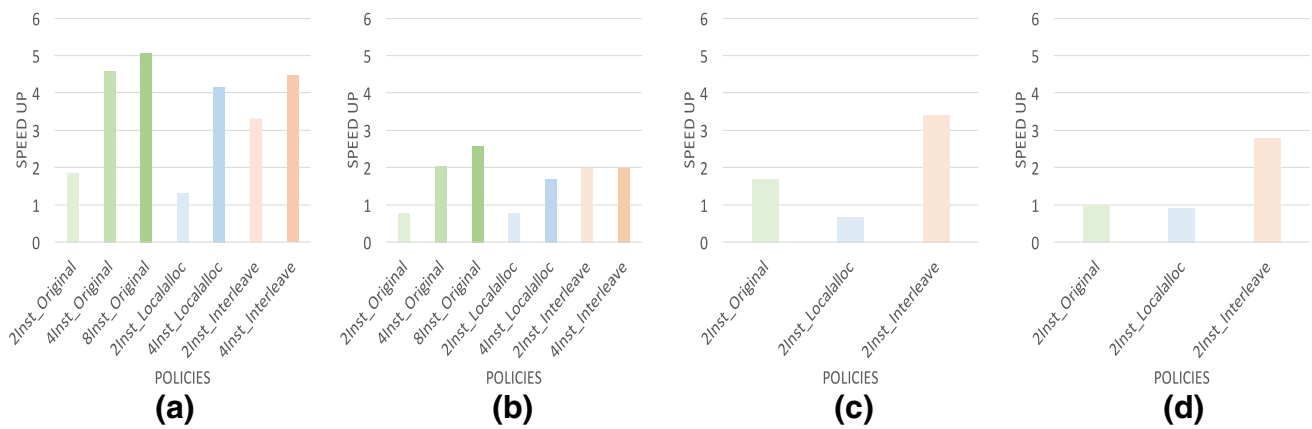 6
5
4
3
2
1
0
SPEED UP
2Inst_Original
4Inst_Original
8Inst_Original
2Inst_Localalloc
4Inst_Localalloc
2Inst_Interleave
4Inst_Interleave
POLICIES
(a)
6
5
4
3
2
1
0
SPEED UP
2Inst_Original
4Inst_Original
8Inst_Original
2Inst_Localalloc
4Inst_Localalloc
2Inst_Interleave
4Inst_Interleave
POLICIES
(b)
6
5
4
3
2
1
0
SPEED UP
2Inst_Original
2Inst_Localalloc
2Inst_Interleave
POLICIES
(c)
6
5
4
3
2
1
0
SPEED UP
2Inst_Original
2Inst_Localalloc
2Inst_Interleave
POLICIES
(d)